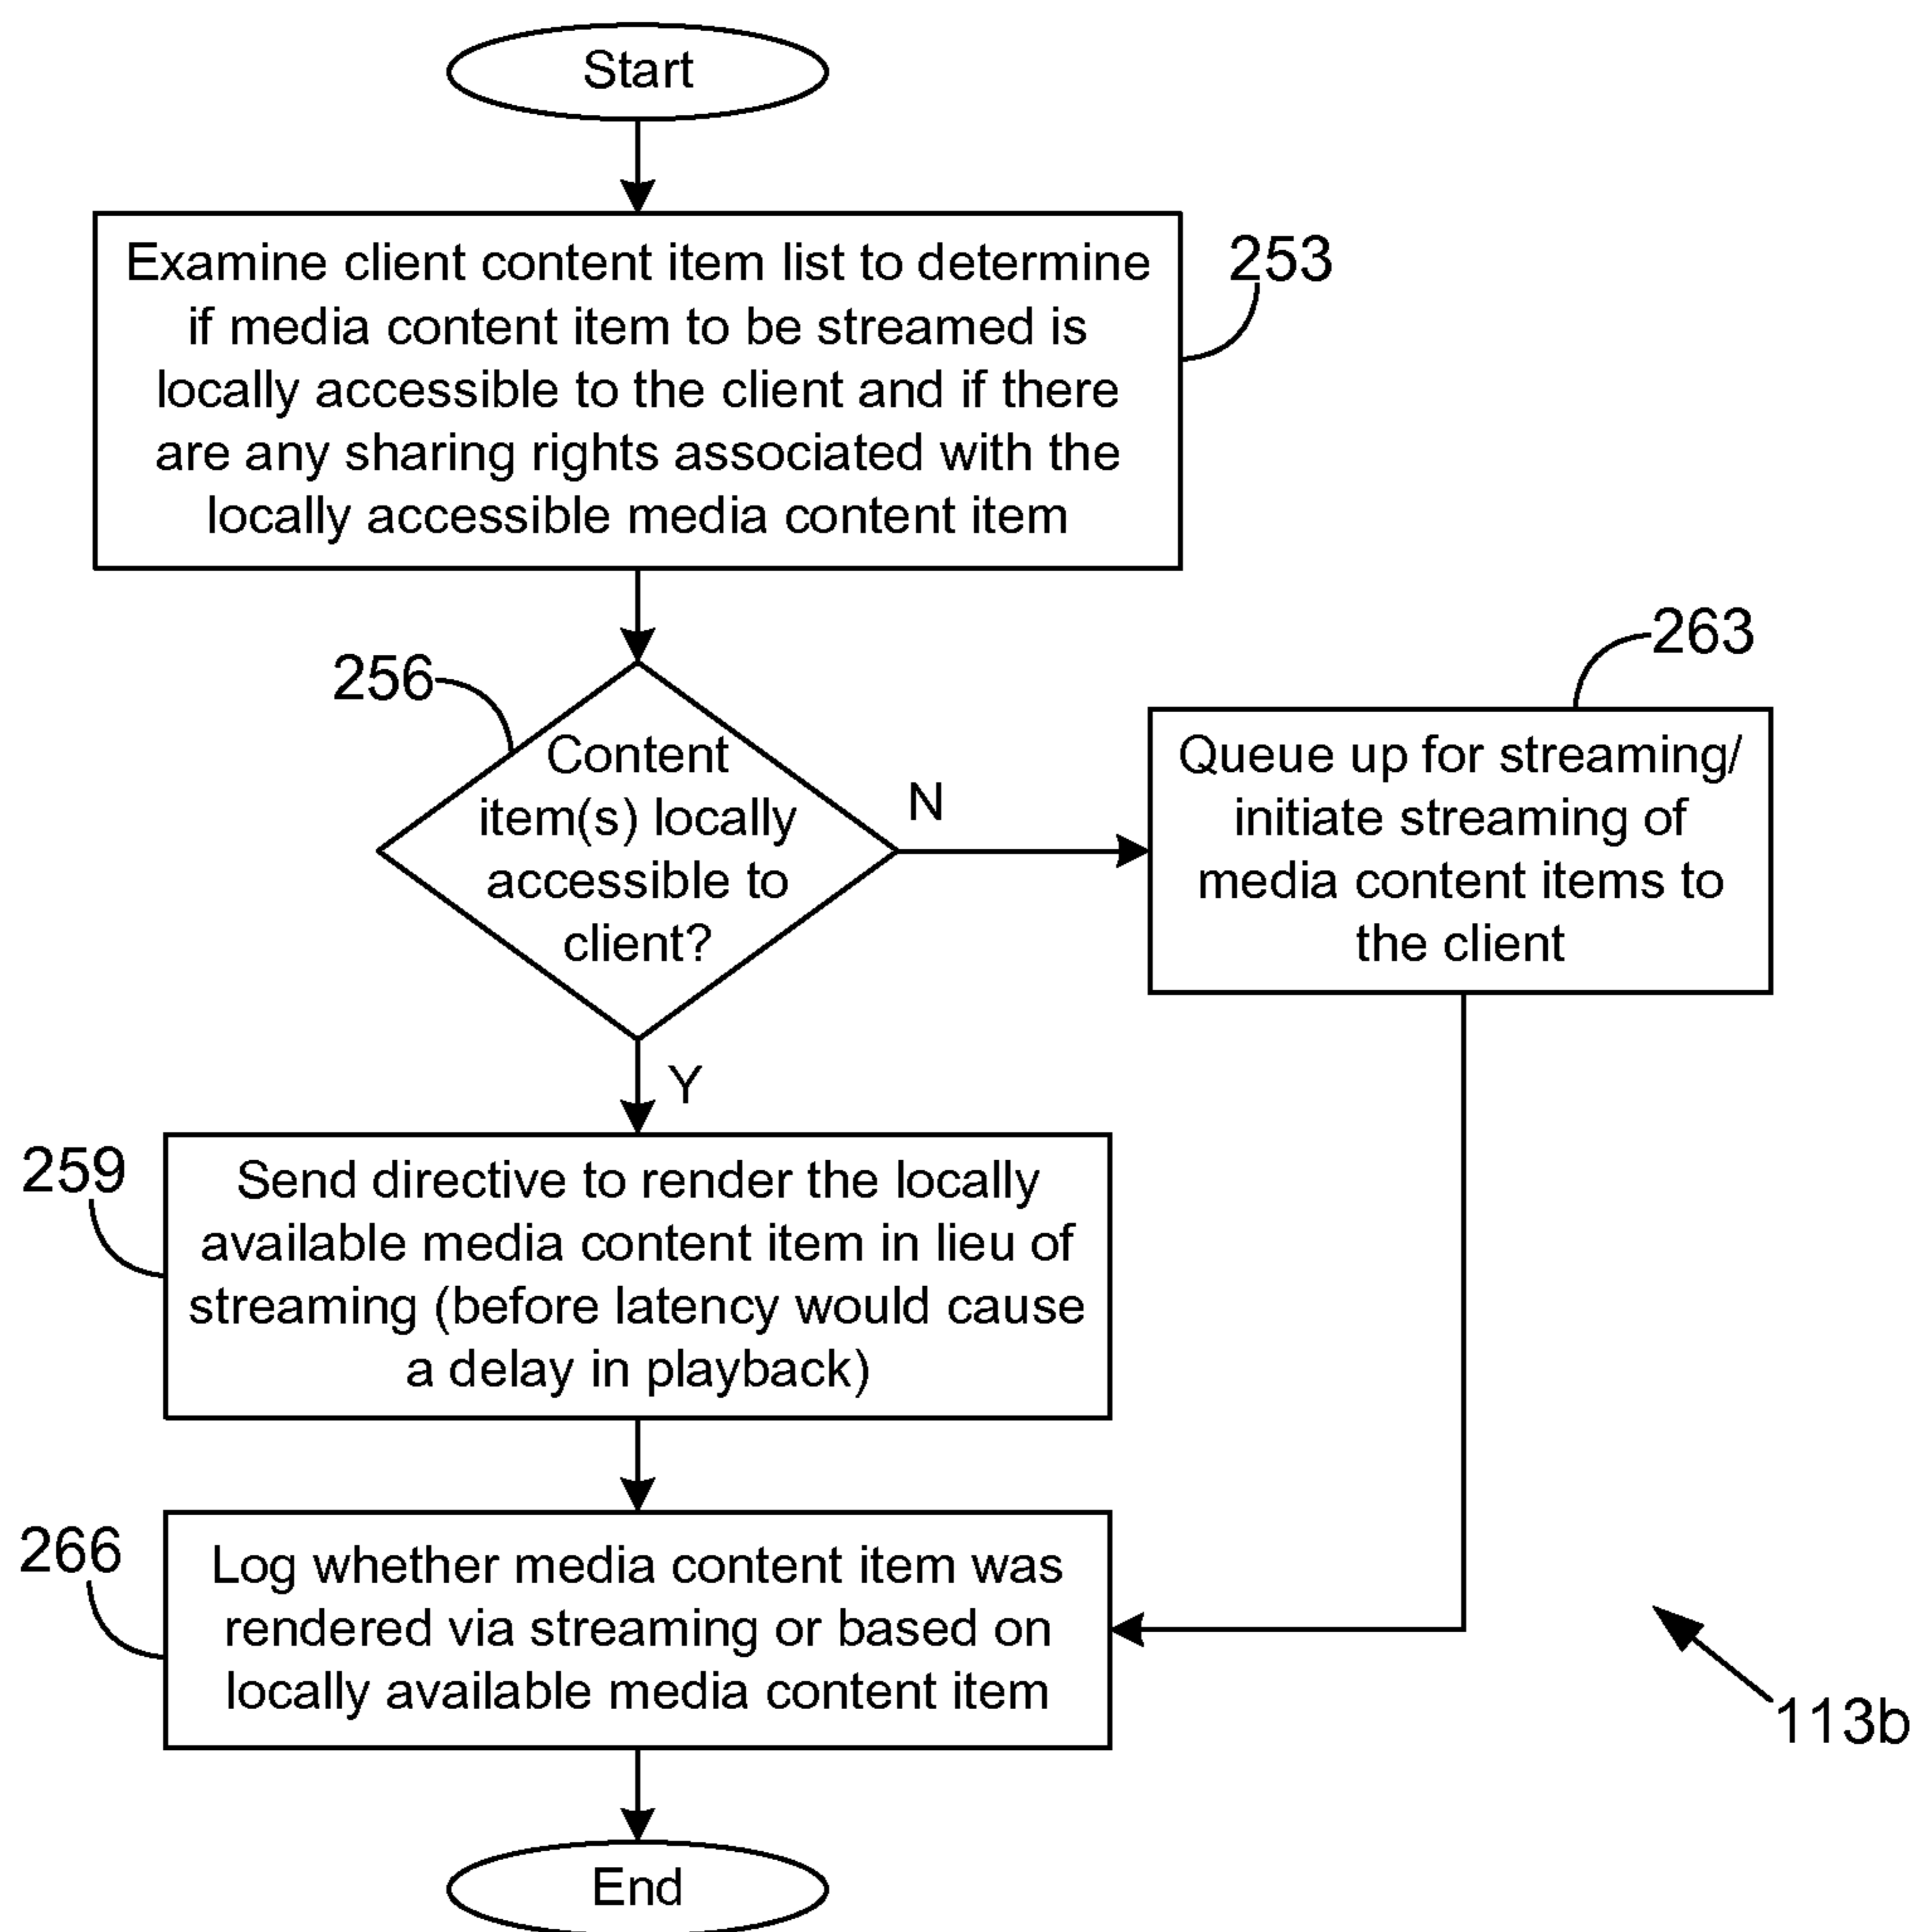 Start
Examine client content item list to determine
if media content item to be streamed is
locally accessible to the client and if there
are any sharing rights associated with the
locally accessible media content item
253
256
Content
item(s) locally
accessible to
client?
N
263
Queue up for streaming/
initiate streaming of
media content items to
the client
Y
259
Send directive to render the locally
available media content item in lieu of
streaming (before latency would cause
a delay in playback)
266
Log whether media content item was
rendered via streaming or based on
locally available media content item
113b
End